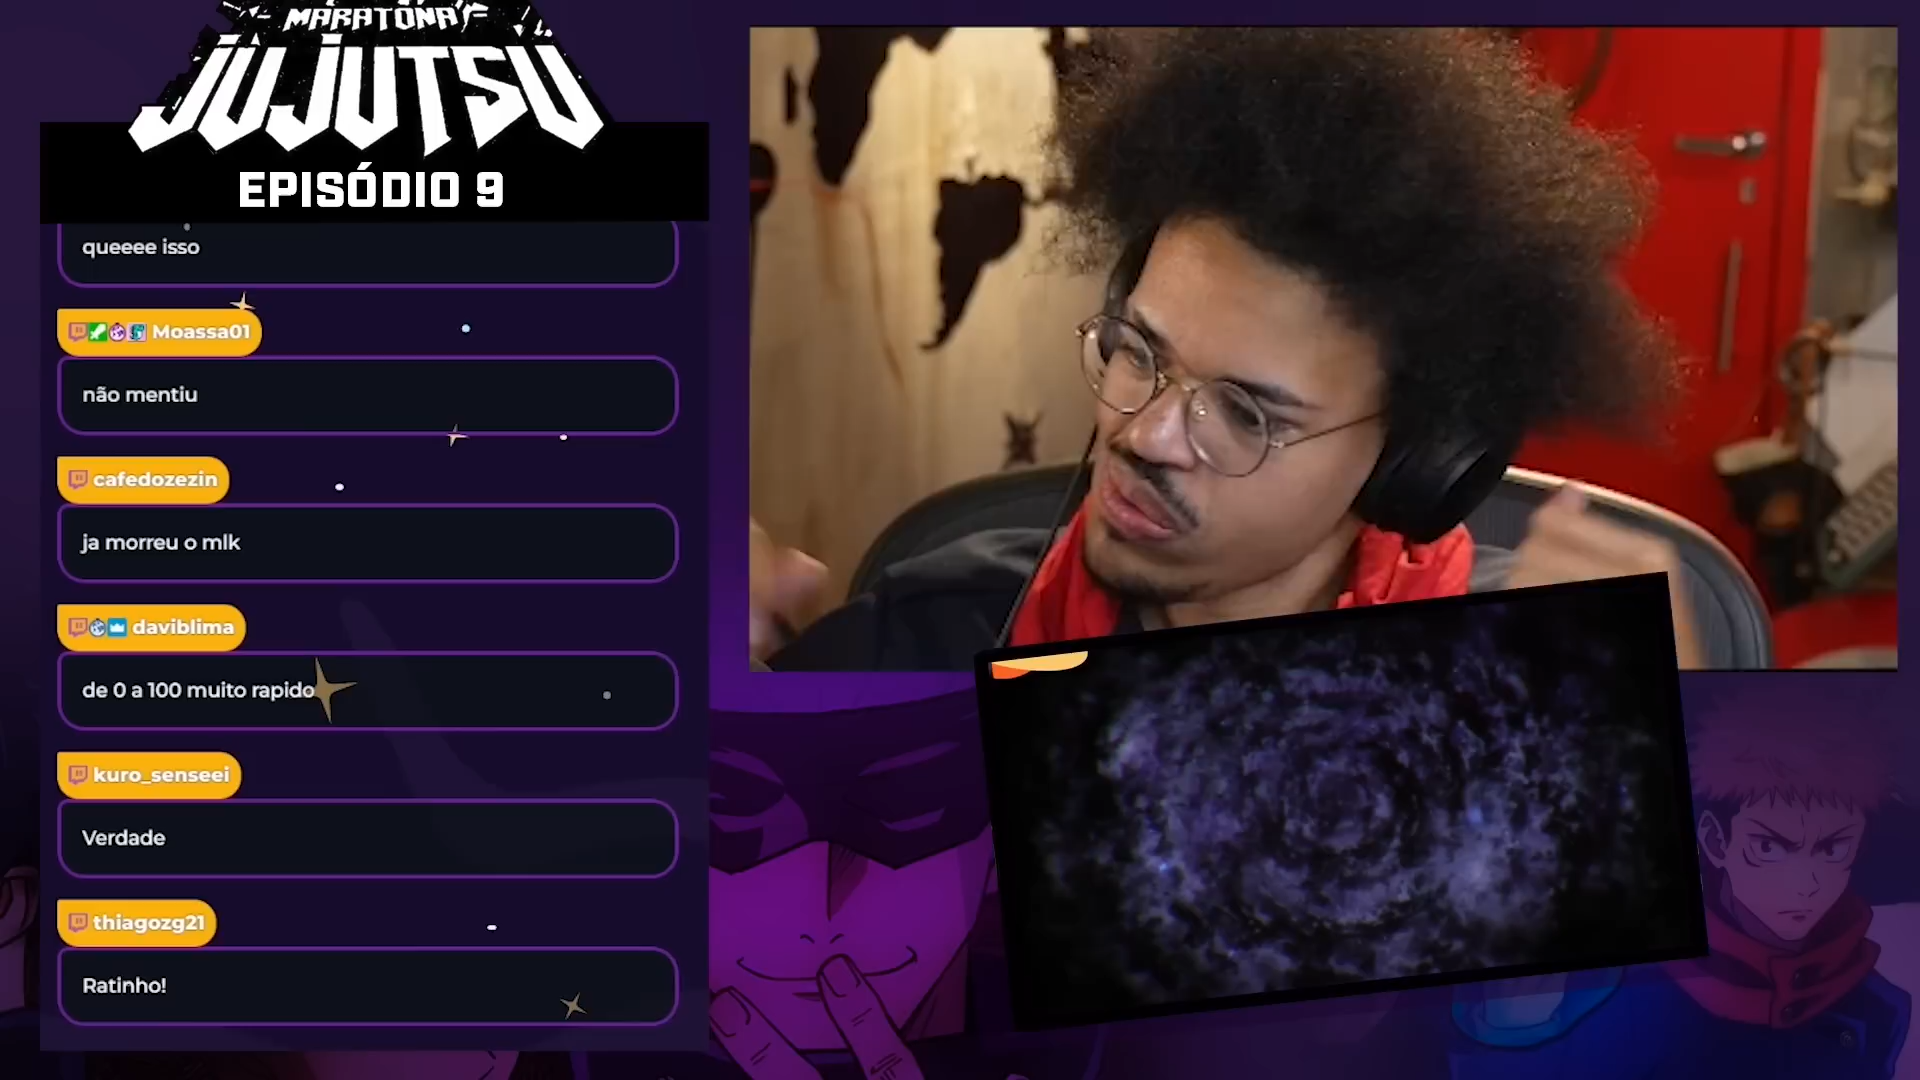 MARATONA
JUJUTSU
EPISÓDIO 9
queeee isso
Moassa01
não mentiu
cafedozezin
ja morreu o mlk
daviblima
de 0 a 100 muito rapido
kuro_senseei
Verdade
thiagozg21
Ratinho!